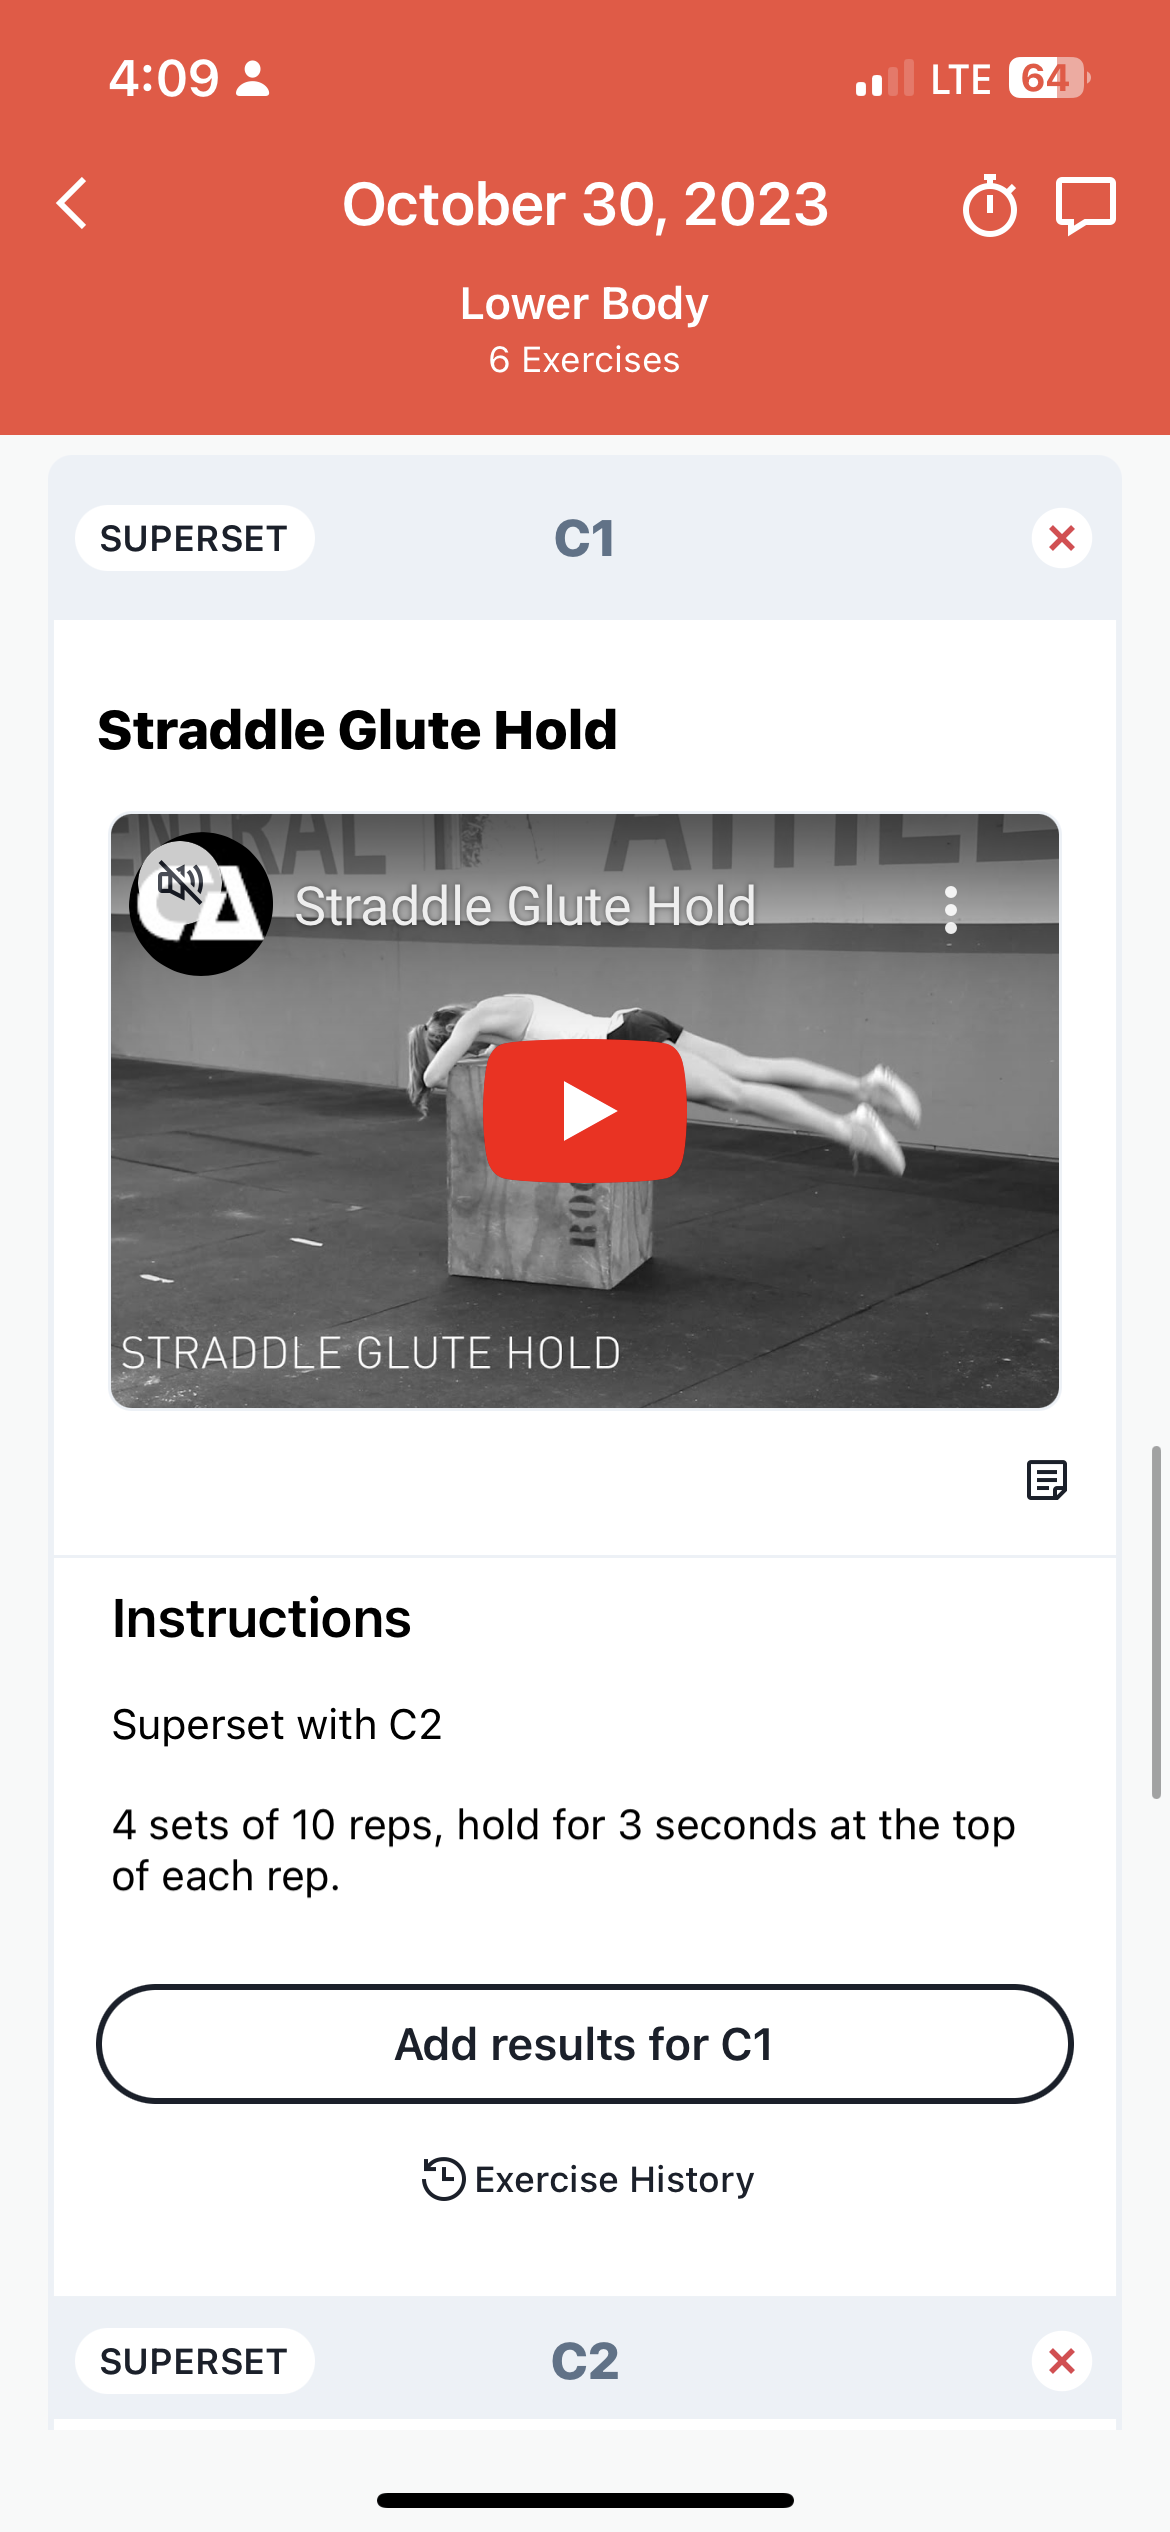 4:09
LTE 64
October 30, 2023
Lower Body
6 Exercises
SUPERSET C1
Straddle Glute Hold
CA
Straddle Glute Hold
STRADDLE GLUTE HOLD
Instructions
Superset with C2
4 sets of 10 reps, hold for 3 seconds at the top
of each rep.
Add results for C1
Exercise History
SUPERSET C2